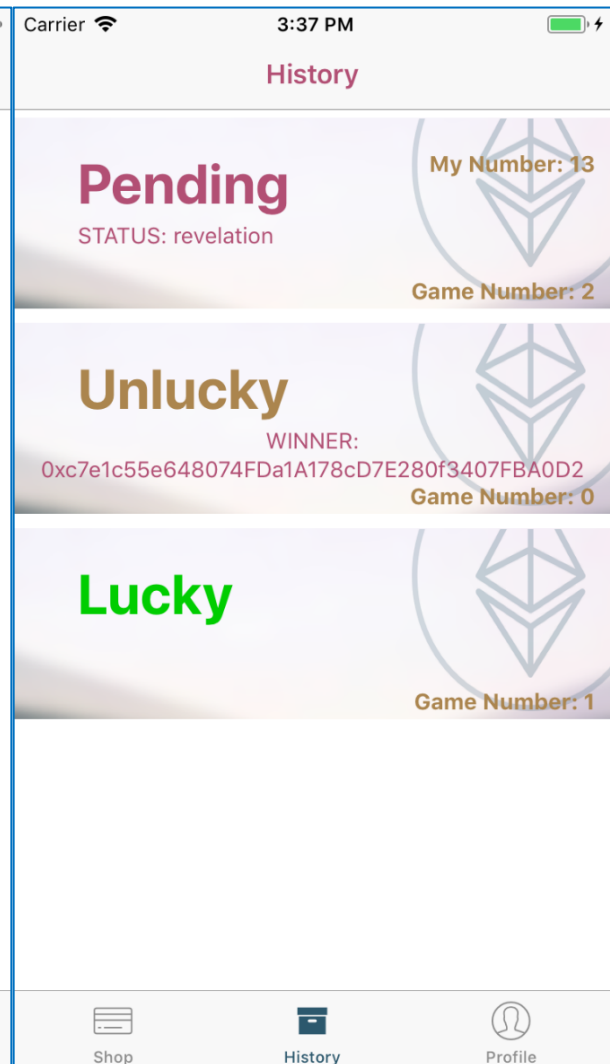 Carrier 3:37 PM
History
Pending
My Number: 13
STATUS: revelation
Game Number: 2
Unlucky
WINNER:
0xc7e1c55e648074FDa1A178cD7E280f3407FBA0D2
Game Number: 0
Lucky
Game Number: 1
Shop History Profile